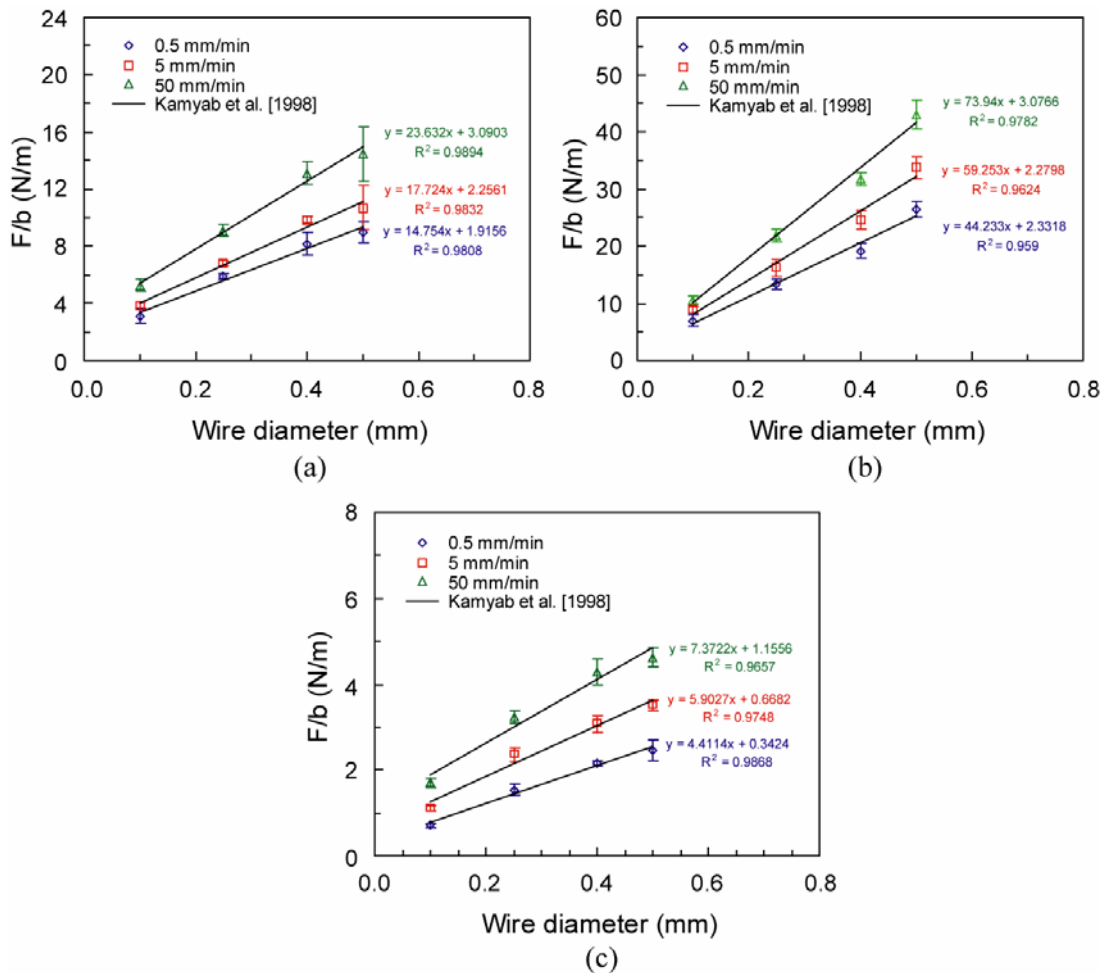 24
20
16
12
8
4
0
F/b (N/m)
0.5 mm/min
5 mm/min
50 mm/min
Kamyab et al. [1998]
y = 23.632x + 3.0903
R² = 0.9894
y = 17.724x + 2.2561
R² = 0.9832
y = 14.754x + 1.9156
R² = 0.9808
0.0 0.2 0.4 0.6 0.8
Wire diameter (mm)
(a)
60
50
40
30
20
10
0
F/b (N/m)
0.5 mm/min
5 mm/min
50 mm/min
Kamyab et al. [1998]
y = 73.94x + 3.0766
R² = 0.9782
y = 59.253x + 2.2798
R² = 0.9624
y = 44.233x + 2.3318
R² = 0.959
0.0 0.2 0.4 0.6 0.8
Wire diameter (mm)
(b)
8
6
4
2
0
F/b (N/m)
0.5 mm/min
5 mm/min
50 mm/min
Kamyab et al. [1998]
y = 7.3722x + 1.1556
R² = 0.9657
y = 5.9027x + 0.6682
R² = 0.9748
y = 4.4114x + 0.3424
R² = 0.9868
0.0 0.2 0.4 0.6 0.8
Wire diameter (mm)
(c)